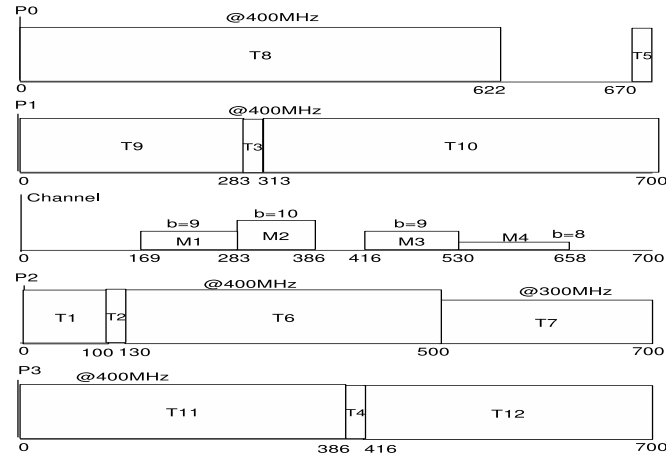 P0
@400MHz
T8
T5
0
622
670
P1
@400MHz
T9
T3
T10
0
283
313
700
Channel
b=9
b=10
b=9
b=8
M1
M2
M3
M4
169
283
386
416
530
658
700
P2
@400MHz
@300MHz
T1
T2
T6
T7
0
100
130
500
700
P3
@400MHz
T11
T4
T12
0
386
416
700